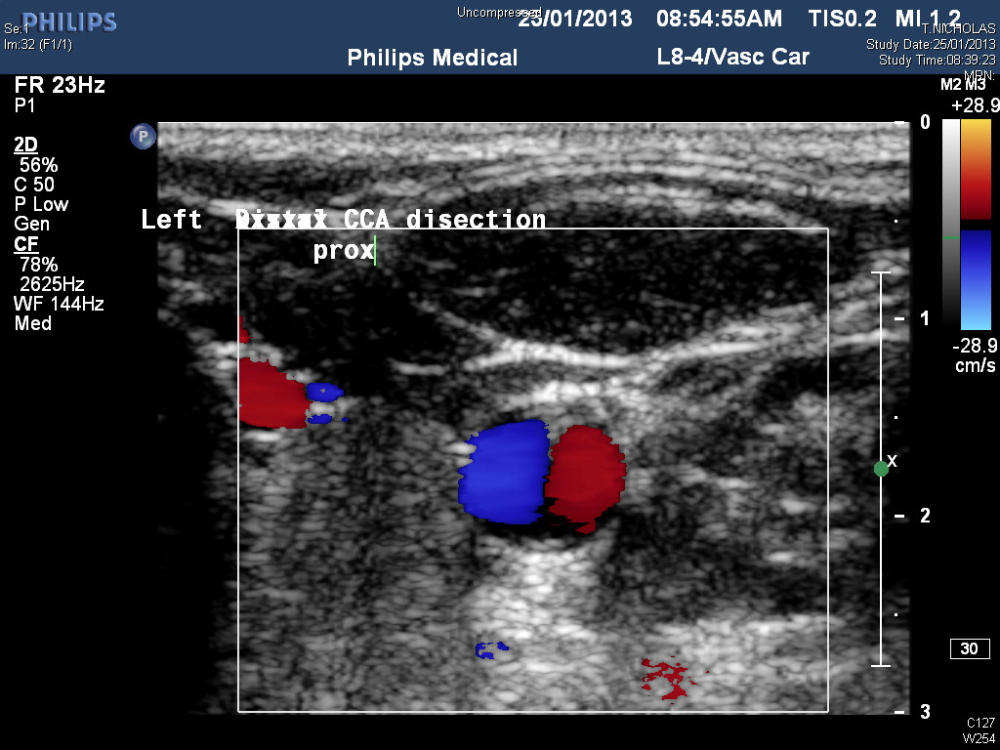 PHILIPS
Se:1
Im:32 (F1/1)
Uncompressed
25/01/2013 08:54:55AM TIS0.2 MI 1.2
T.NICHOLAS
Study Date:25/01/2013
Study Time:08:39:23
MRN:
Philips Medical L8-4/Vasc Car
FR 23Hz
P1
M2 M3
+28.9
P
0
2D
56%
C 50
P Low
Gen
CF
78%
2625Hz
WF 144Hz
Med
Left CCA disection
prox
1
-28.9
cm/s
X
2
30
3
C127
W254